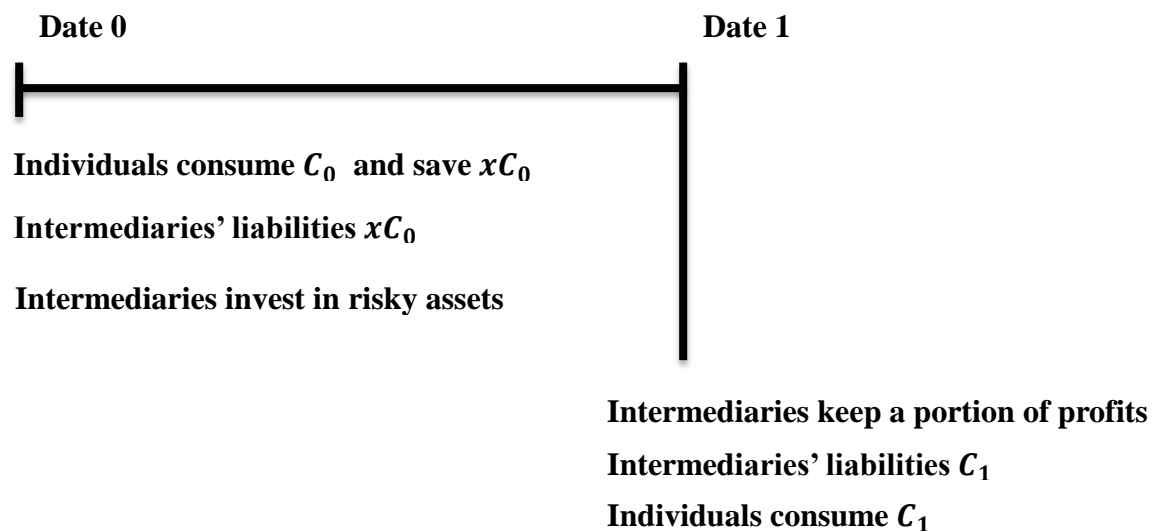 Date 0
Date 1
Individuals consume C₀ and save xC₀
Intermediaries' liabilities xC₀
Intermediaries invest in risky assets
Intermediaries keep a portion of profits
Intermediaries' liabilities C₁
Individuals consume C₁